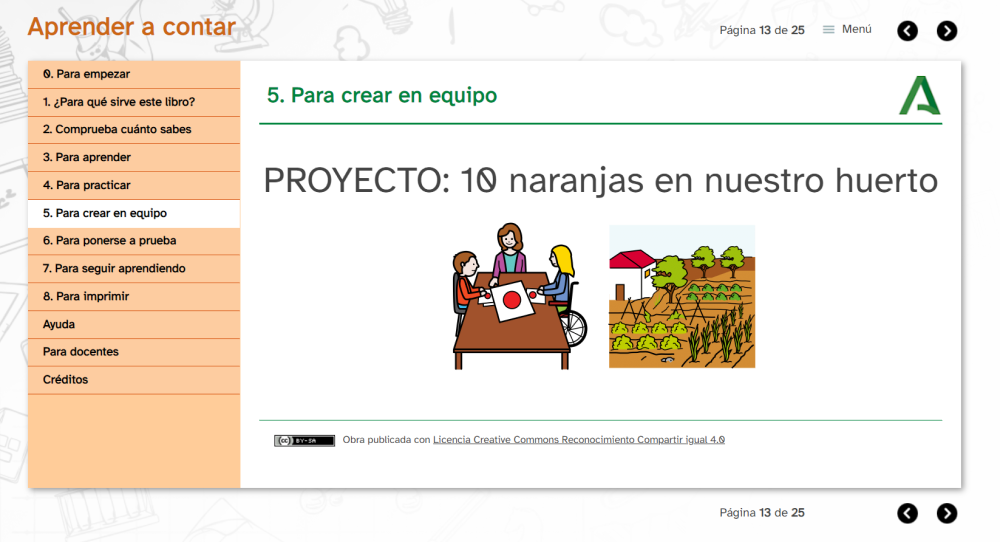 Aprender a contar
Página 13 de 25
Menú
0. Para empezar
1. ¿Para qué sirve este libro?
2. Comprueba cuánto sabes
3. Para aprender
4. Para practicar
5. Para crear en equipo
6. Para ponerse a prueba
7. Para seguir aprendiendo
8. Para imprimir
Ayuda
Para docentes
Créditos
5. Para crear en equipo
PROYECTO: 10 naranjas en nuestro huerto
cc BY-SA
Obra publicada con Licencia Creative Commons Reconocimiento Compartir igual 4.0
Página 13 de 25